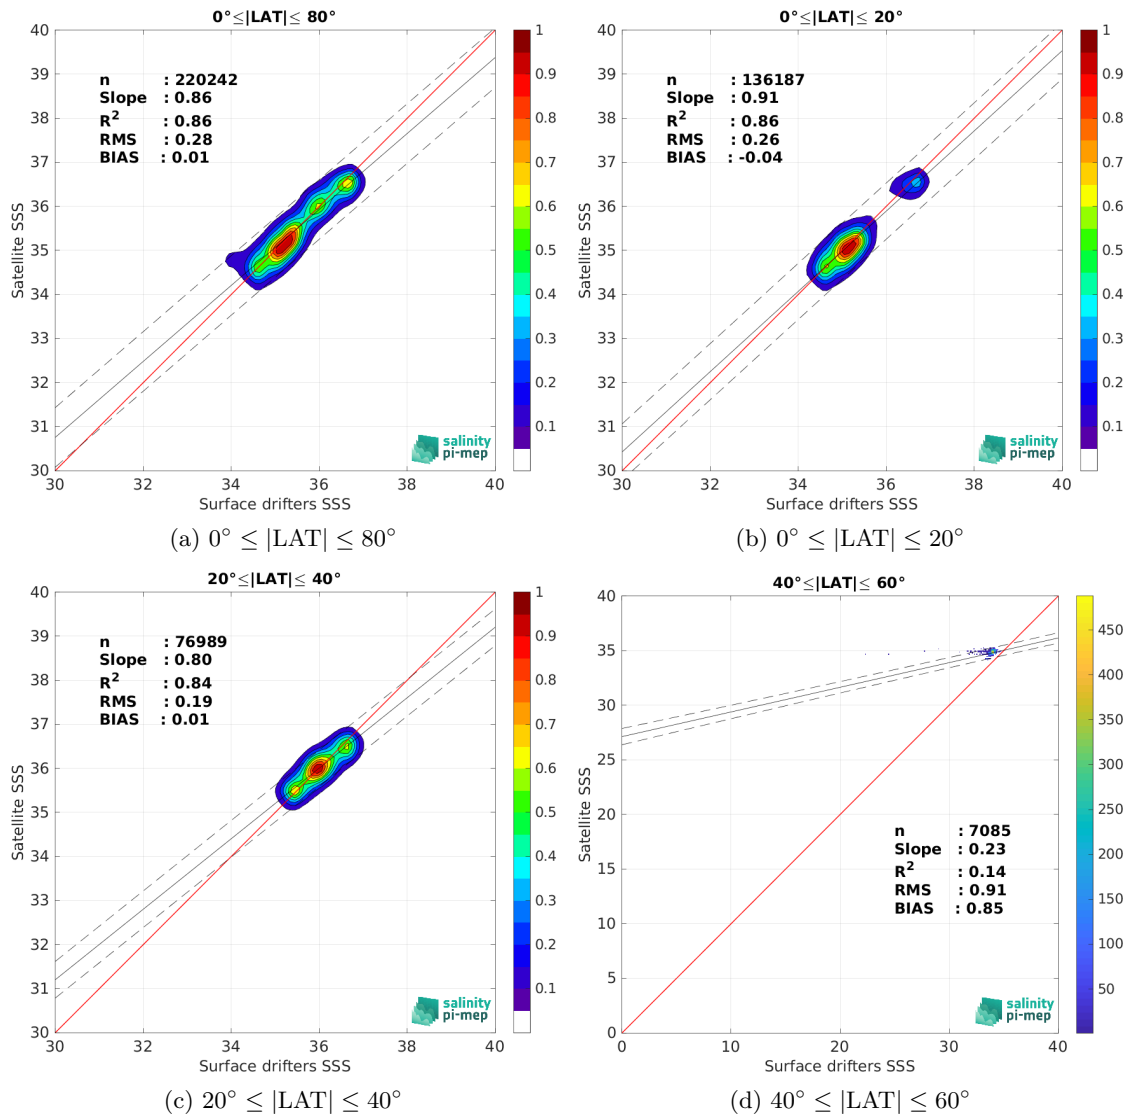 0°≤|LAT|≤ 80°
40
39
38
37
36
35
34
33
32
31
30
Satellite SSS
n : 220242
Slope : 0.86
R² : 0.86
RMS : 0.28
BIAS : 0.01
salinity
pi-mep
30 32 34 36 38 40
Surface drifters SSS
1
0.9
0.8
0.7
0.6
0.5
0.4
0.3
0.2
0.1
(a) 0° ≤ |LAT| ≤ 80°
0°≤|LAT|≤ 20°
40
39
38
37
36
35
34
33
32
31
30
Satellite SSS
n : 136187
Slope : 0.91
R² : 0.86
RMS : 0.26
BIAS : -0.04
salinity
pi-mep
30 32 34 36 38 40
Surface drifters SSS
1
0.9
0.8
0.7
0.6
0.5
0.4
0.3
0.2
0.1
(b) 0° ≤ |LAT| ≤ 20°
20°≤|LAT|≤ 40°
40
39
38
37
36
35
34
33
32
31
30
Satellite SSS
n : 76989
Slope : 0.80
R² : 0.84
RMS : 0.19
BIAS : 0.01
salinity
pi-mep
30 32 34 36 38 40
Surface drifters SSS
1
0.9
0.8
0.7
0.6
0.5
0.4
0.3
0.2
0.1
(c) 20° ≤ |LAT| ≤ 40°
40°≤|LAT|≤ 60°
40
35
30
25
20
15
10
5
0
Satellite SSS
n : 7085
Slope : 0.23
R² : 0.14
RMS : 0.91
BIAS : 0.85
salinity
pi-mep
0 10 20 30 40
Surface drifters SSS
450
400
350
300
250
200
150
100
50
(d) 40° ≤ |LAT| ≤ 60°